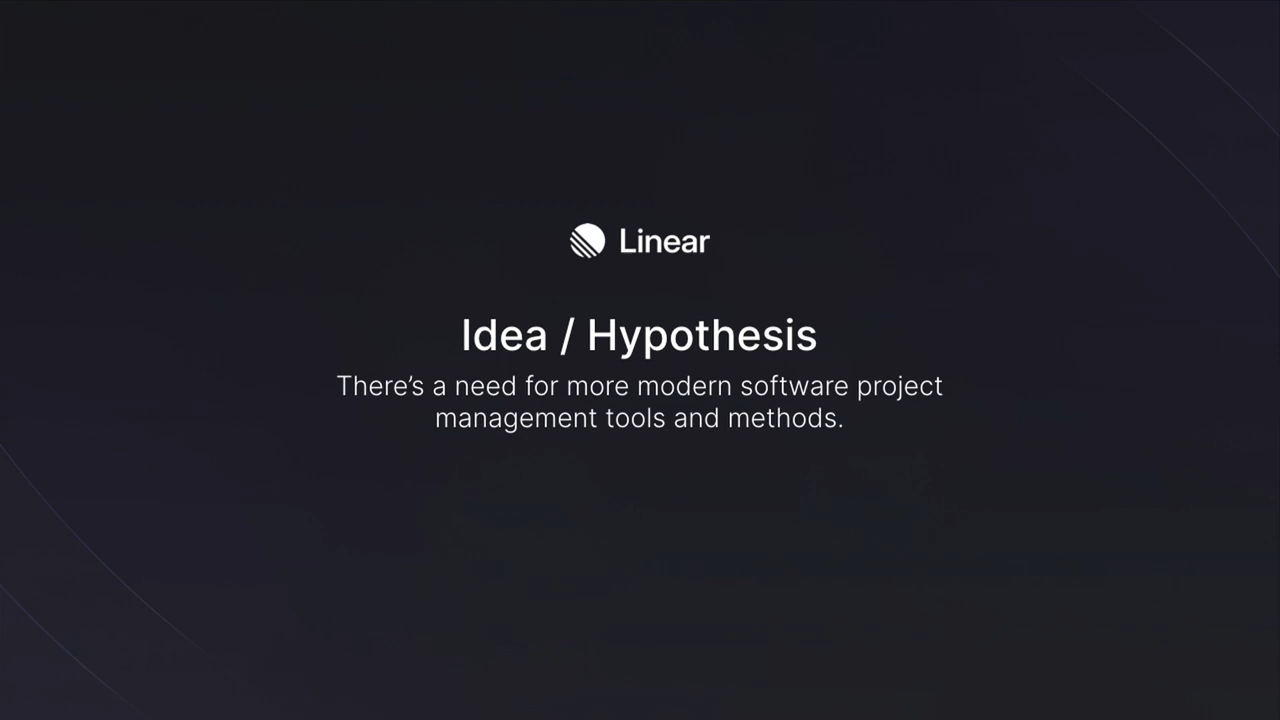 Linear
Idea / Hypothesis
There’s a need for more modern software project
management tools and methods.